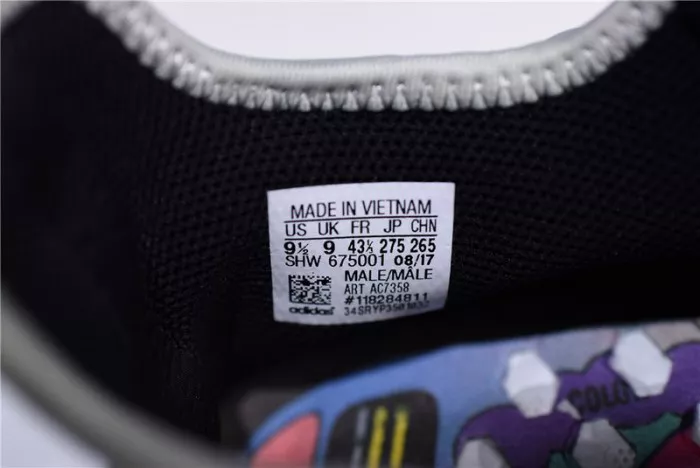 MADE IN VIETNAM
US UK FR JP CHN
9½ 9 43⅓ 275 265
SHW 675001 08/17
MALE/MÂLE
ART AC7358
#118284811
adidas